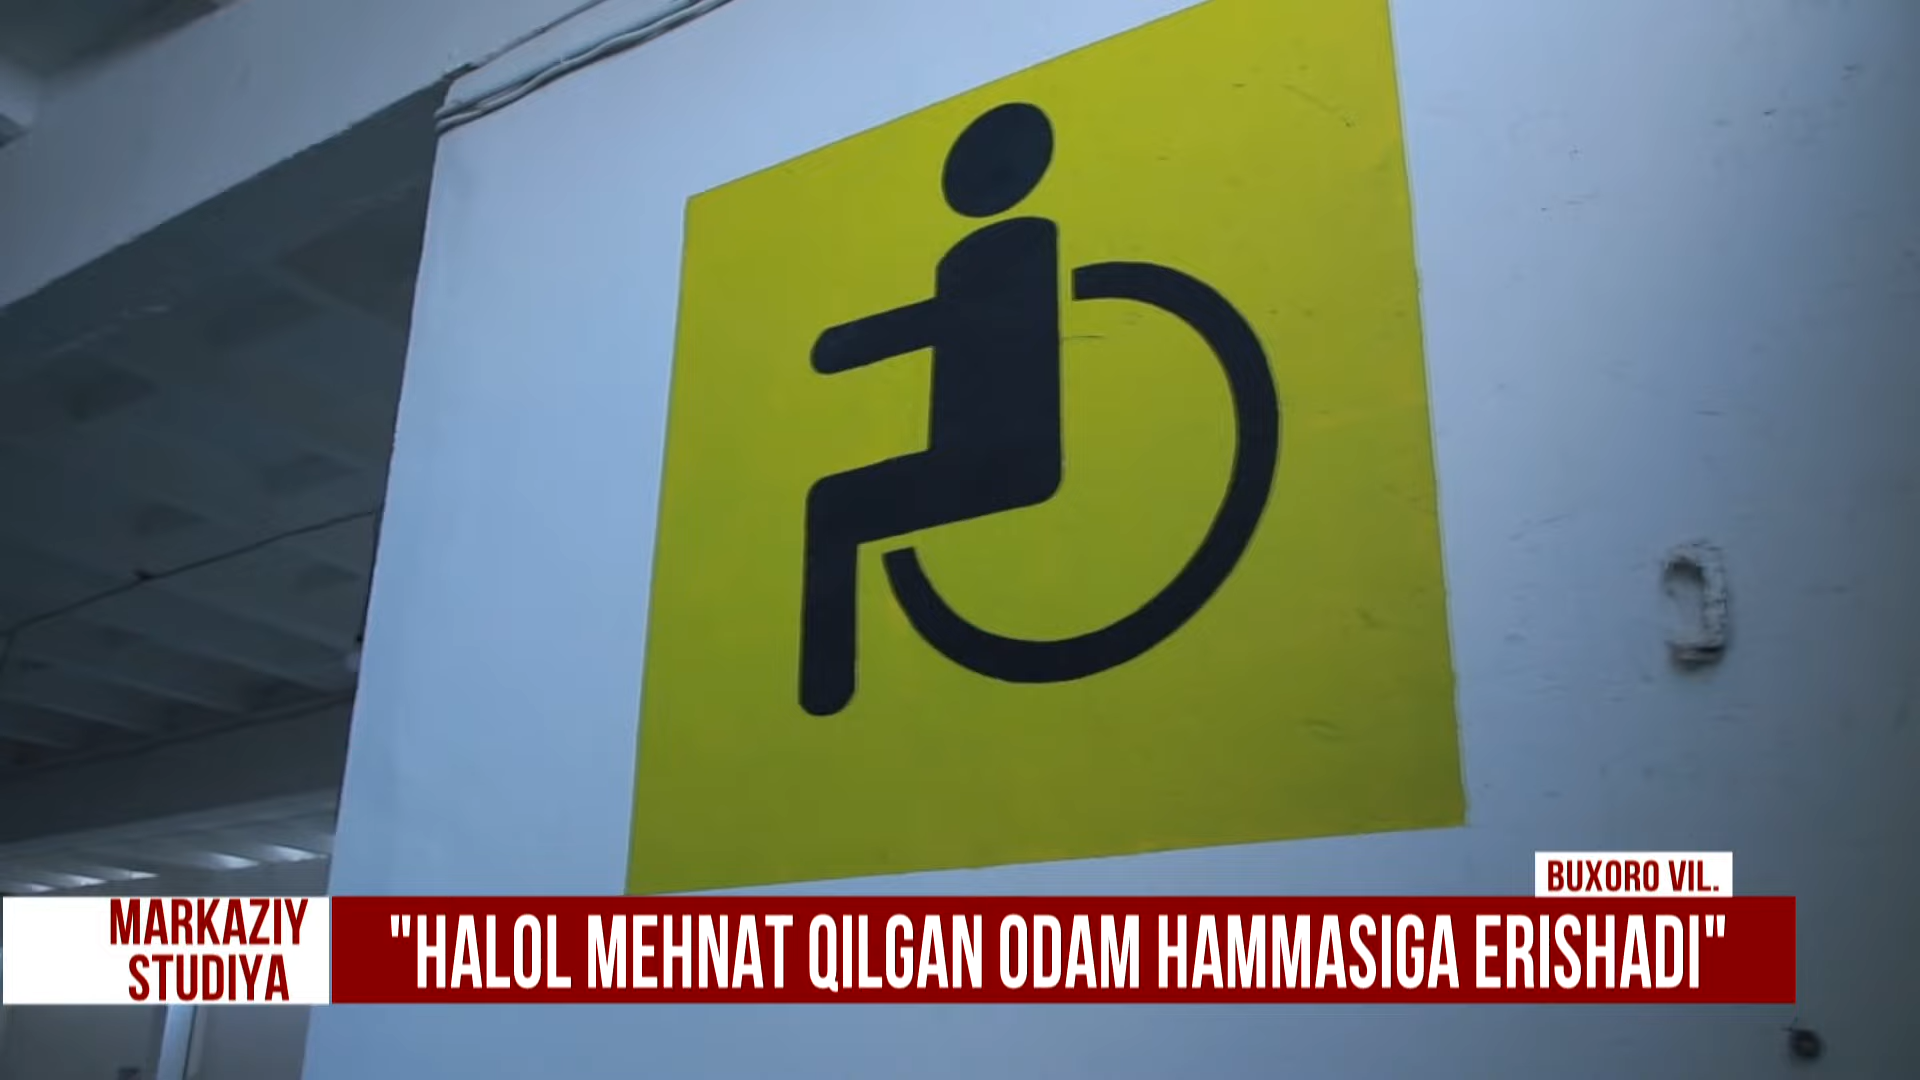 BUXORO VIL.
MARKAZIY
STUDIYA
"HALOL MEHNAT QILGAN ODAM HAMMASIGA ERISHADI"